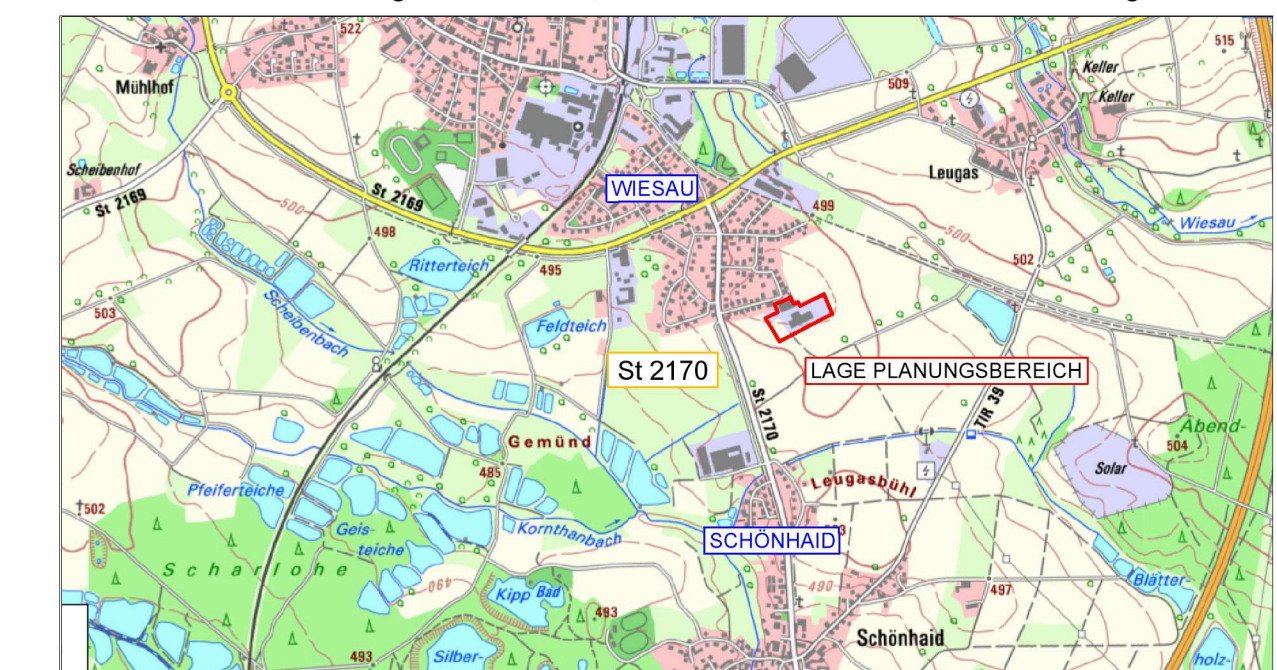 522
515
Mühlhof
Keller
509
Keller
Scheibenhof
Leugas
St 2169
St 2169
WIESAU
499
500
498
500
Wiesau
502
Ritterteich
495
503
Scheibenbach
Feldteich
St 2170
LAGE PLANUNGSBEREICH
St 2170
TIR 39
Abend-
504
Gemünd
485
Solar
Leugasbühl
Pfeiferteiche
502
Geis-
teiche
Kornthanbach
SCHÖNHAID
Scharlohe
490
490
497
Blätter-
Kipp
Bad
493
Schönhaid
493
Silber-
holz-